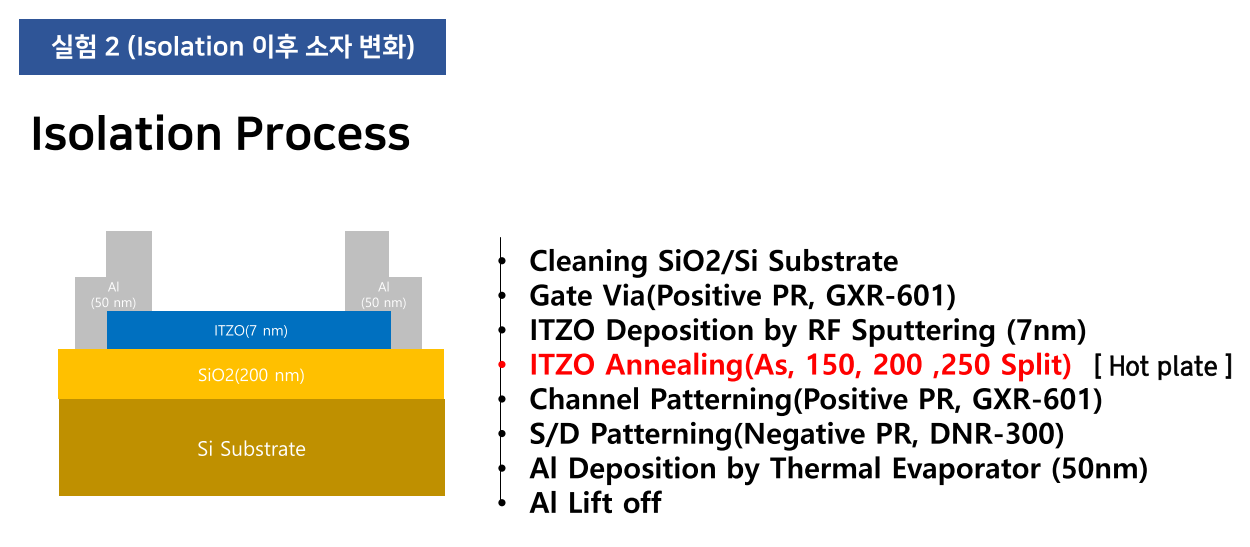 실험 2 (Isolation 이후 소자 변화)
Isolation Process
Al
(50 nm)
Al
(50 nm)
ITZO(7 nm)
SiO2(200 nm)
Si Substrate
• Cleaning SiO2/Si Substrate
• Gate Via(Positive PR, GXR-601)
• ITZO Deposition by RF Sputtering (7nm)
• ITZO Annealing(As, 150, 200 ,250 Split) [ Hot plate ]
• Channel Patterning(Positive PR, GXR-601)
• S/D Patterning(Negative PR, DNR-300)
• Al Deposition by Thermal Evaporator (50nm)
• Al Lift off